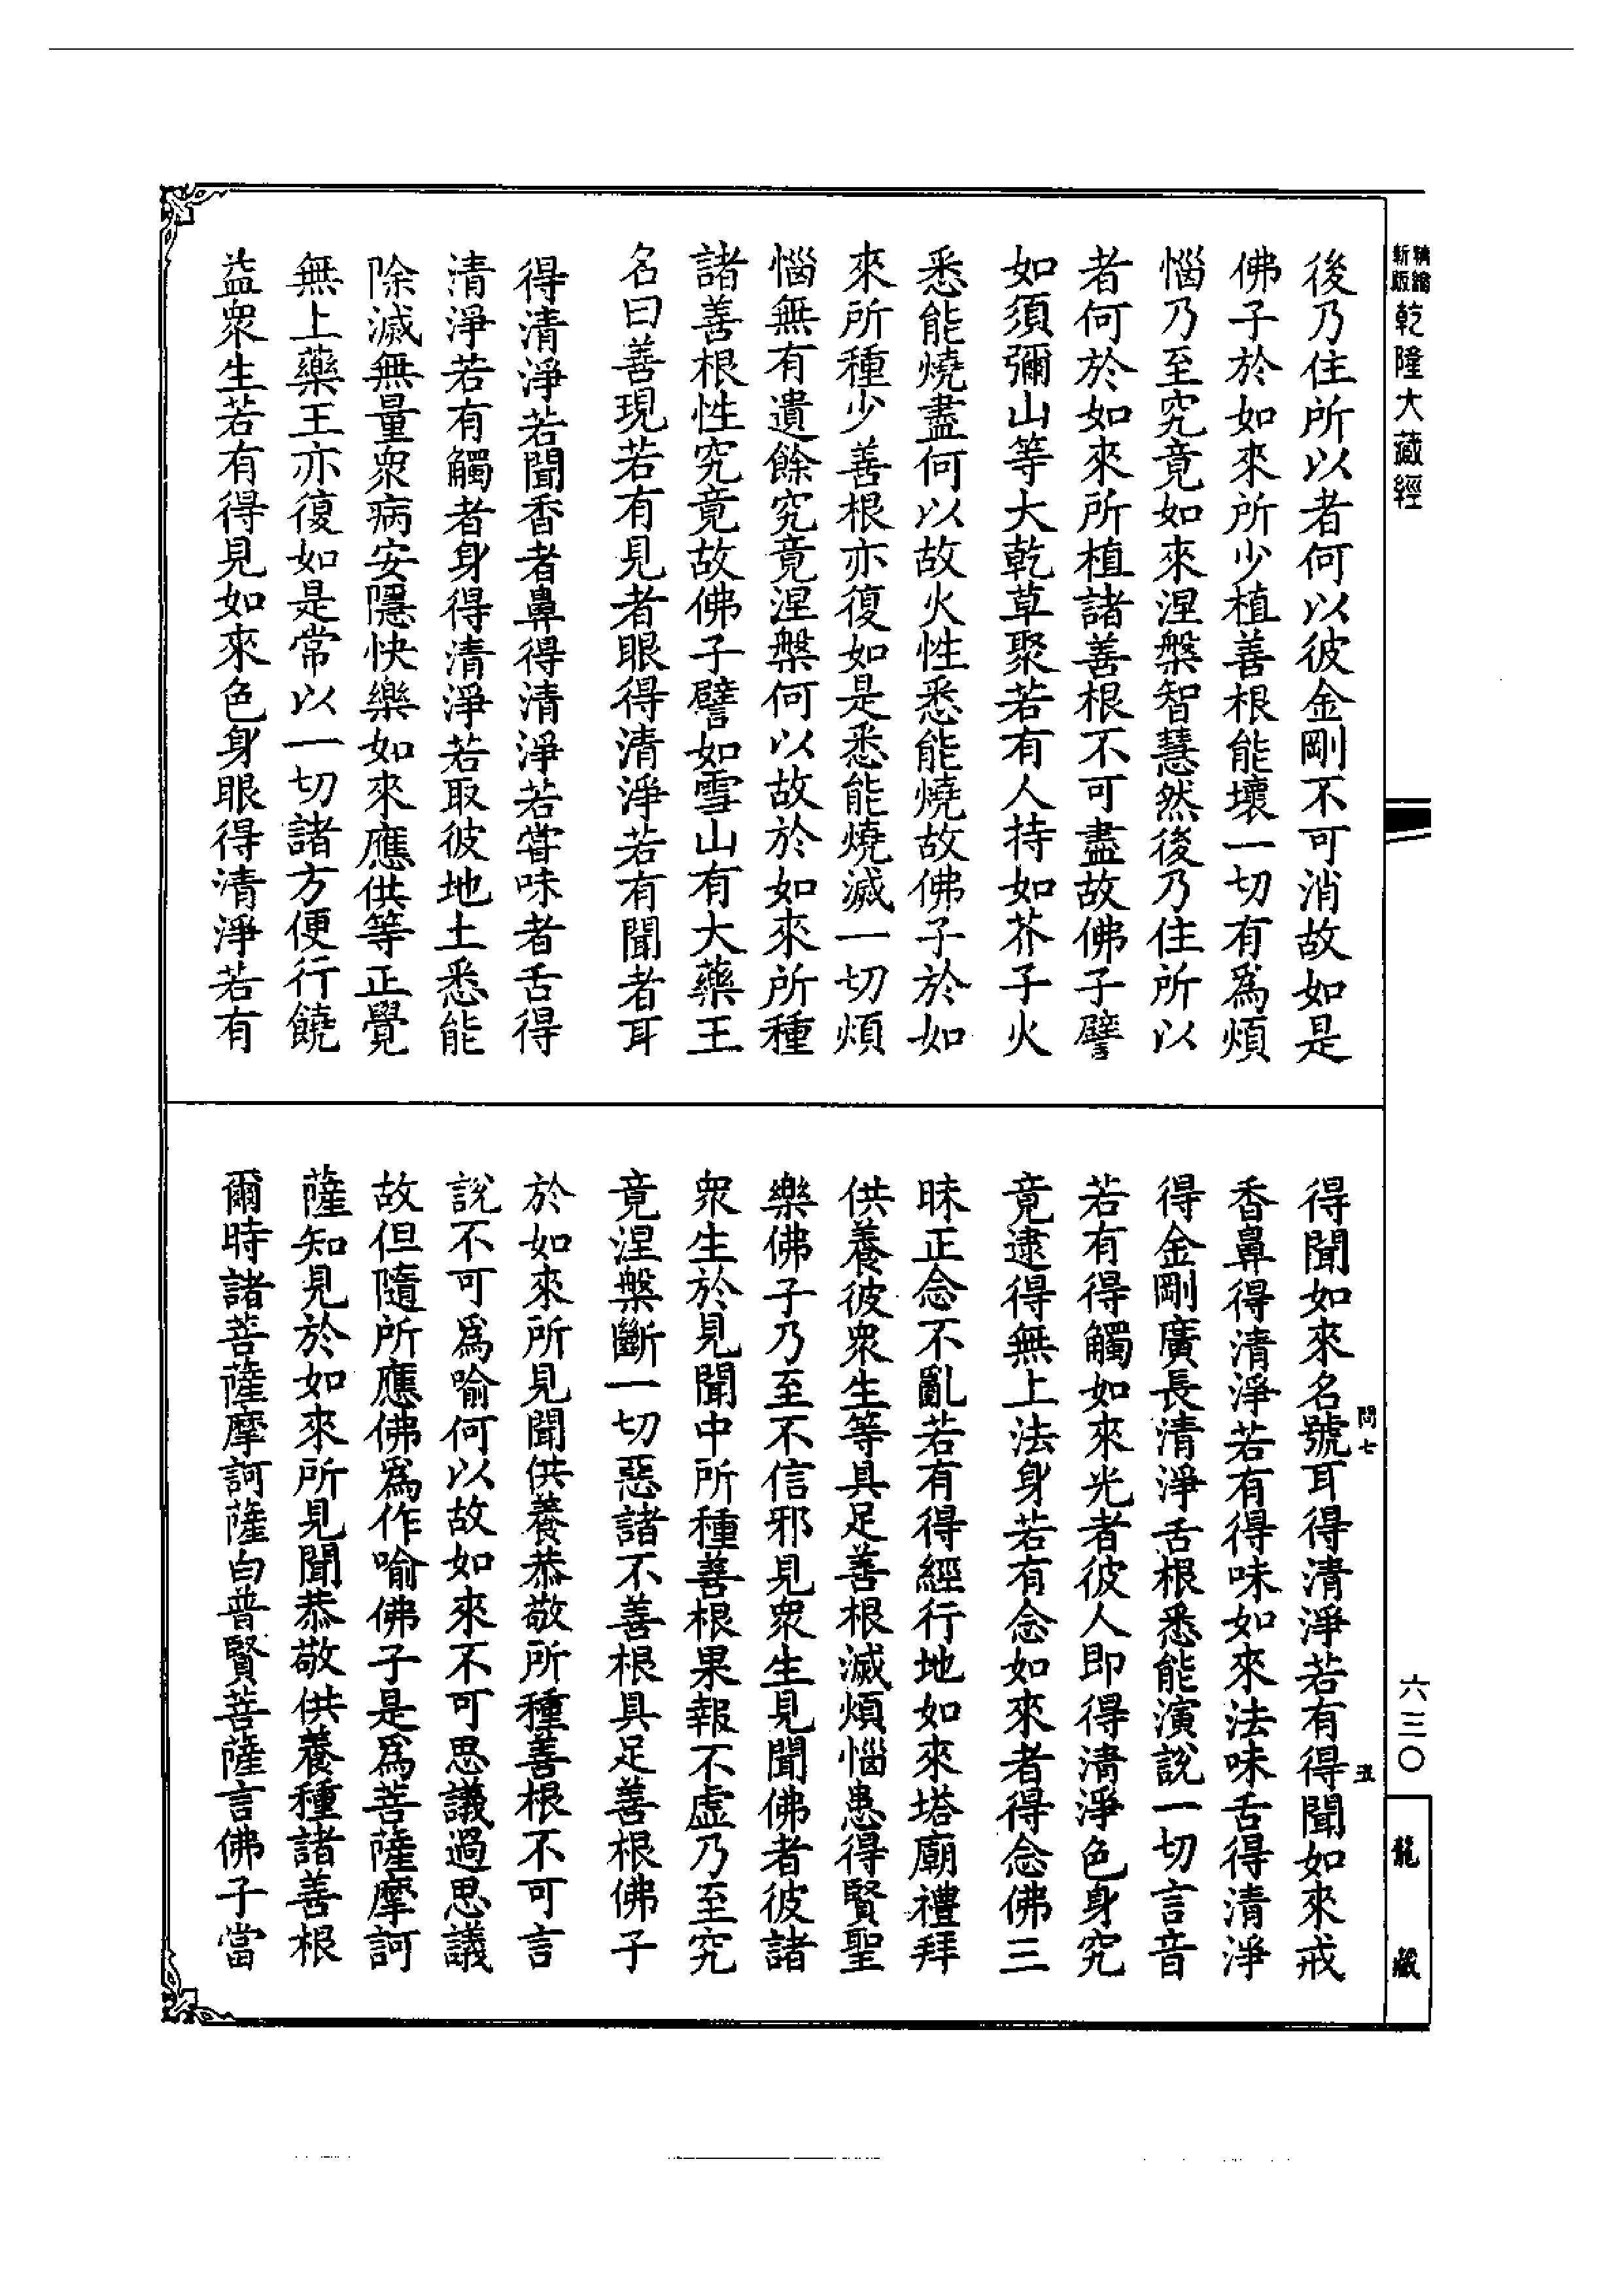 新版
精繕
乾隆大藏經
後乃住所以者何以彼金剛不可消故如是
佛子於如來所少植善根能壞一切有爲煩
惱乃至究竟如來涅槃智慧然後乃住所以
者何於如來所植諸善根不可盡故佛子譬
如須彌山等大乾草聚若有人持如芥子火
悉能燒盡何以故火性悉能燒故佛子於如
來所種少善根亦復如是悉能燒滅一切煩
惱無有遺餘究竟涅槃何以故於如來所種
諸善根性究竟故佛子譬如雪山有大藥王
名曰善現若有見者眼得清淨若有聞者耳
得清淨若聞香者鼻得清淨若甞味者舌得
清淨若有觸者身得清淨若取彼地土悉能
除滅無量衆病安隱快樂如來應供等正覺
無上藥王亦復如是常以一切諸方便行饒
益衆生若有得見如來色身眼得清淨若有
得聞如來名號耳得清淨若有得聞如來戒
香鼻得清淨若有得味如來法味舌得清淨
得金剛廣長清淨舌根悉能演說一切言音
若有得觸如來光者彼人即得清淨色身究
竟逮得無上法身若有念如來者得念佛三
昧正念不亂若有得經行地如來塔廟禮拜
供養彼衆生等具足善根滅煩惱患得賢聖
樂佛子乃至不信邪見衆生見聞佛者彼諸
衆生於見聞中所種善根果報不虛乃至究
竟涅槃斷一切惡諸不善根具足善根佛子
於如來所見聞供養恭敬所種善根不可言
說不可爲喻何以故如來不可思議過思議
故但隨所應佛爲作喻佛子是爲菩薩摩訶
薩知見於如來所見聞恭敬供養種諸善根
爾時諸菩薩摩訶薩白普賢菩薩言佛子當
問七
丑
六三〇
龍藏